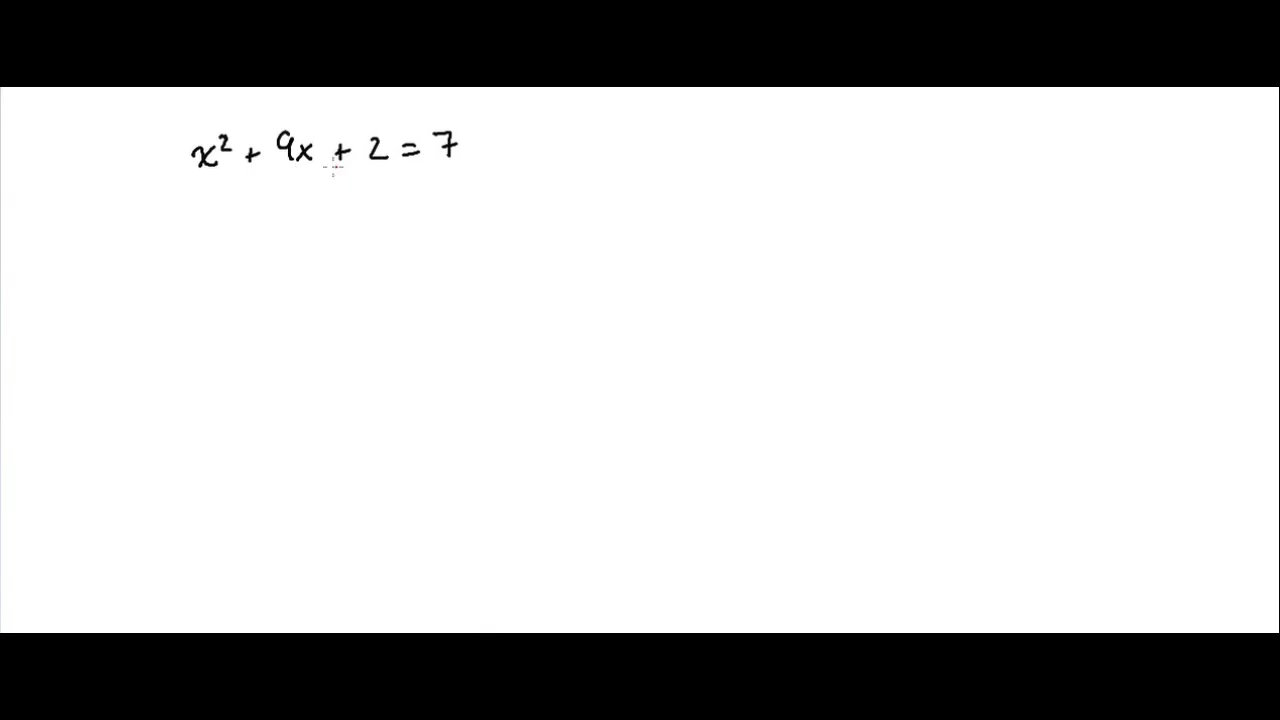 x² + 9x + 2 = 7